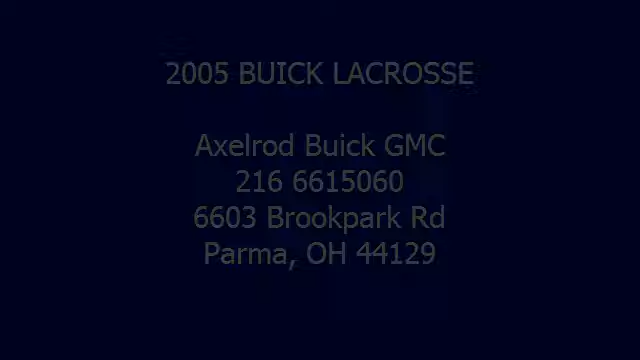 2005 BUICK LACROSSE
Axelrod Buick GMC
216 6615060
6603 Brookpark Rd
Parma, OH 44129